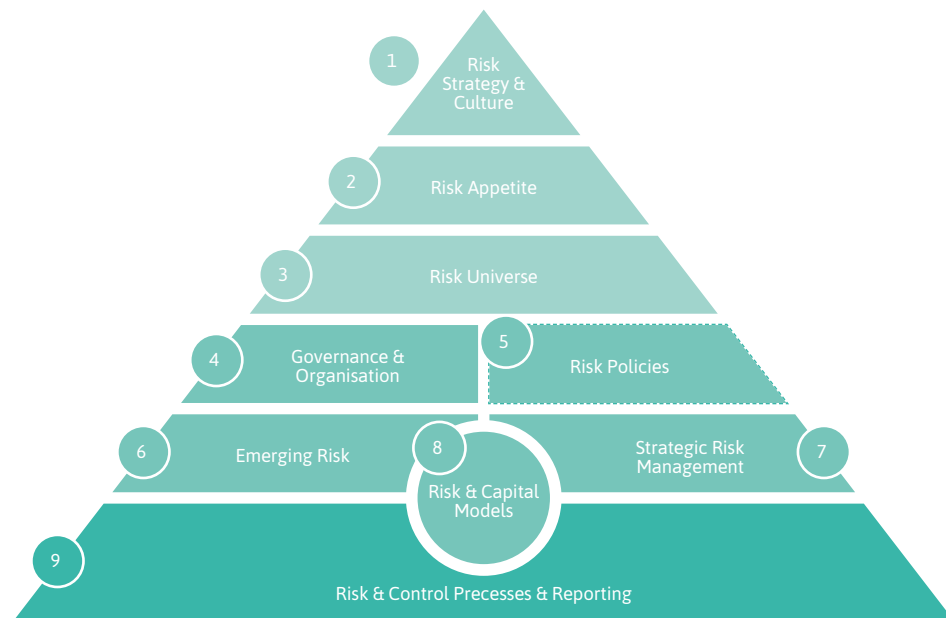 1
Risk
Strategy &
Culture
2
Risk Appetite
3
Risk Universe
4
Governance &
Organisation
5
Risk Policies
6
Emerging Risk
8
Risk & Capital
Models
Strategic Risk
Management
7
9
Risk & Control Precesses & Reporting